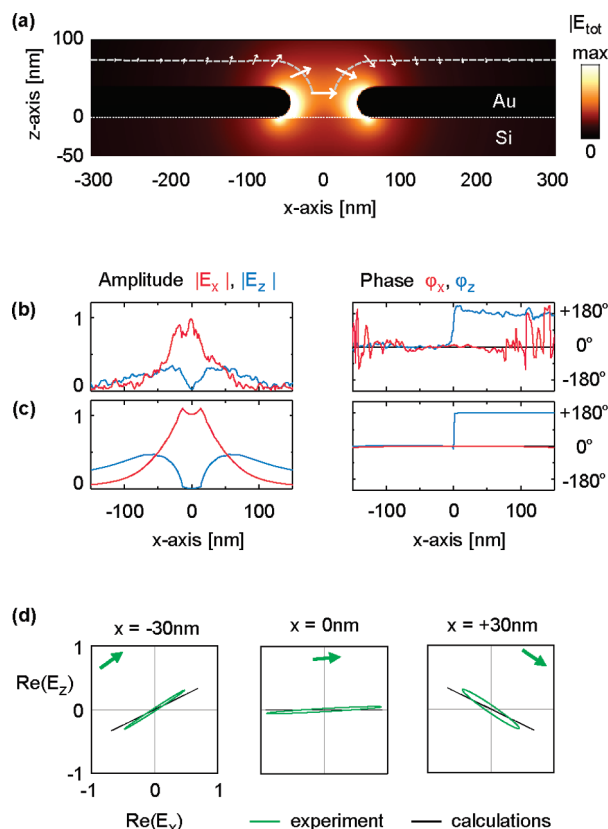 (a)
|E_tot|
max
0
100
0
-50
z-axis [nm]
Au
Si
-300 -200 -100 0 100 200 300
x-axis [nm]
Amplitude |E_x|, |E_z|
Phase φ_x, φ_z
(b)
1
0
+180°
0°
-180°
(c)
1
0
+180°
0°
-180°
-100 0 100
-100 0 100
x-axis [nm]
x-axis [nm]
(d)
x = -30nm
x = 0nm
x = +30nm
1
Re(E_z)
0
-1
-1 0 1
Re(E_x)
experiment
calculations